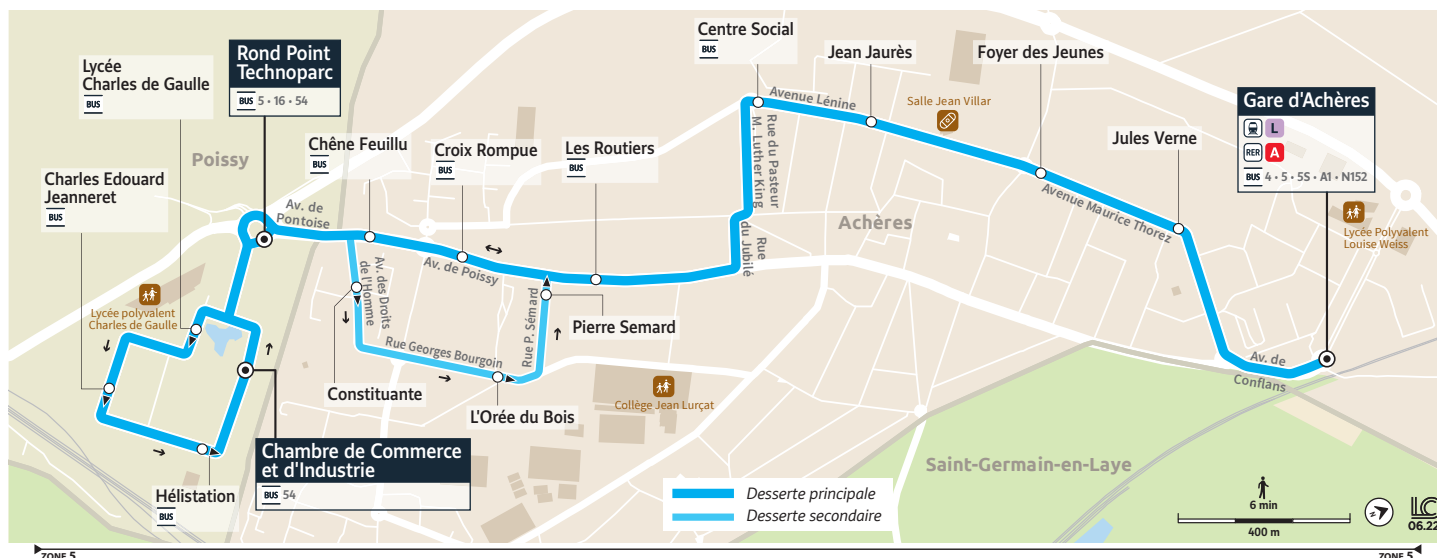 Lycée
Charles de Gaulle
BUS
Rond Point
Technoparc
BUS 5 • 16 • 54
Centre Social
BUS
Jean Jaurès
Foyer des Jeunes
Gare d'Achères
L
RER A
BUS 4 • 5 • 5S • A1 • N152
Avenue Lénine
Salle Jean Villar
Rue du Pasteur
M. Luther King
Poissy
Chêne Feuillu
BUS
Croix Rompue
BUS
Les Routiers
BUS
Jules Verne
Charles Edouard
Jeanneret
BUS
Av. de
Pontoise
Avenue Maurice Thorez
Achères
Rue
du Jubilé
Lycée Polyvalent
Louise Weiss
Av. de Poissy
Av. des Droits
de l'Homme
Rue P. Sémard
Lycée polyvalent
Charles de Gaulle
Pierre Semard
Rue Georges Bourgoin
Av. de
Conflans
Constituante
L'Orée du Bois
Collège Jean Lurçat
Chambre de Commerce
et d'Industrie
BUS 54
Hélistation
BUS
Saint-Germain-en-Laye
Desserte principale
Desserte secondaire
6 min
400 m
LC
06.22
ZONE 5
ZONE 5